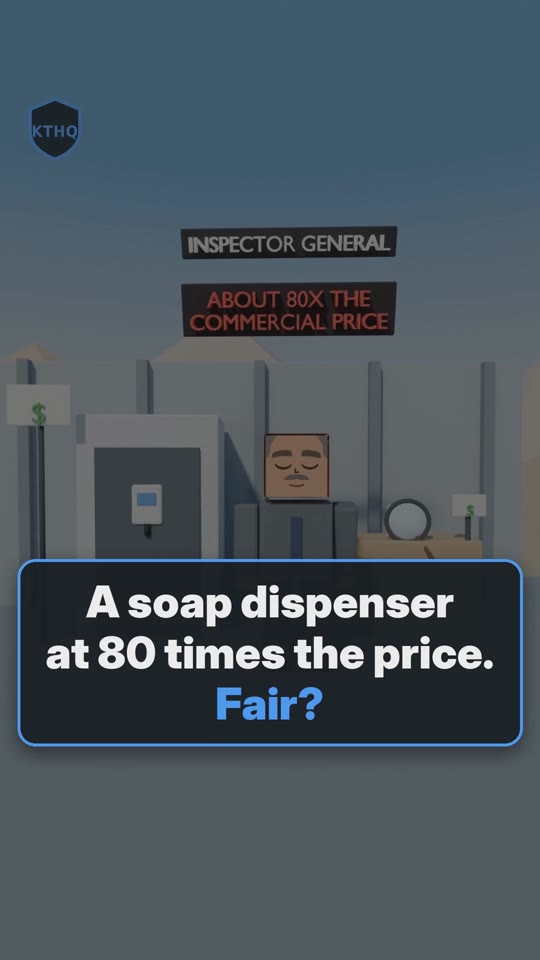 KTHQ
INSPECTOR GENERAL
ABOUT 80X THE
COMMERCIAL PRICE
$
$
A soap dispenser
at 80 times the price.
Fair?